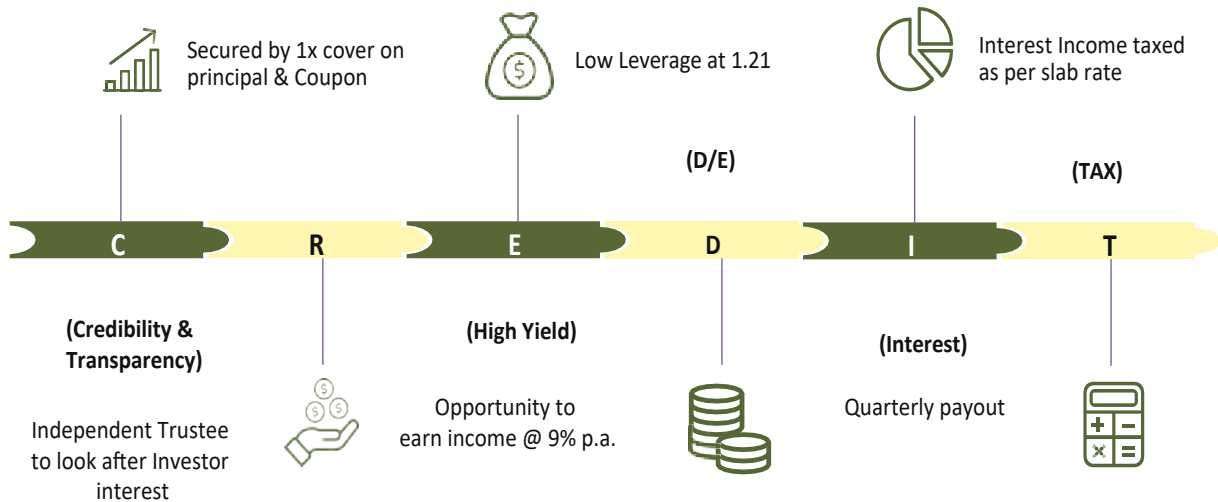 Secured by 1x cover on
principal & Coupon
Low Leverage at 1.21
Interest Income taxed
as per slab rate
(D/E)
(TAX)
C
R
E
D
I
T
(Credibility &
Transparency)
Independent Trustee
to look after Investor
interest
(High Yield)
Opportunity to
earn income @ 9% p.a.
(Interest)
Quarterly payout